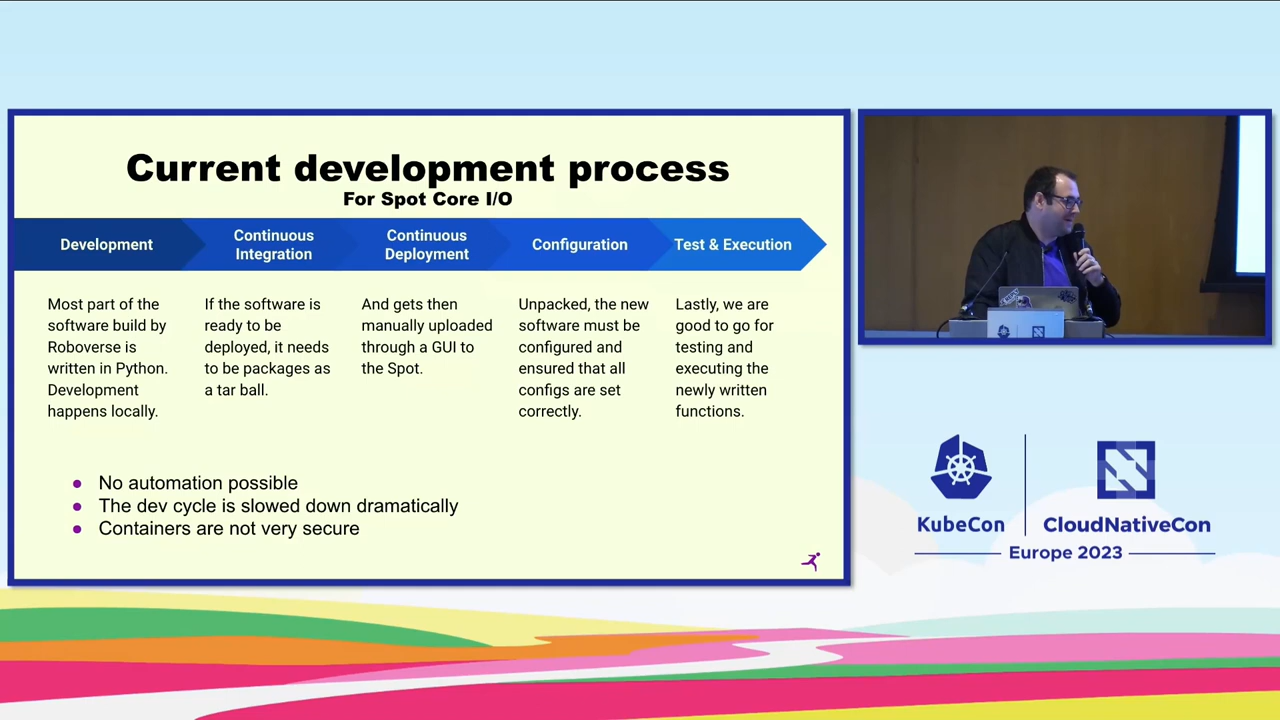 Current development process
For Spot Core I/O
Development
Continuous
Integration
Continuous
Deployment
Configuration
Test & Execution
Most part of the
software build by
Roboverse is
written in Python.
Development
happens locally.
If the software is
ready to be
deployed, it needs
to be packages as
a tar ball.
And gets then
manually uploaded
through a GUI to
the Spot.
Unpacked, the new
software must be
configured and
ensured that all
configs are set
correctly.
Lastly, we are
good to go for
testing and
executing the
newly written
functions.
No automation possible
The dev cycle is slowed down dramatically
Containers are not very secure
KubeCon
CloudNativeCon
Europe 2023